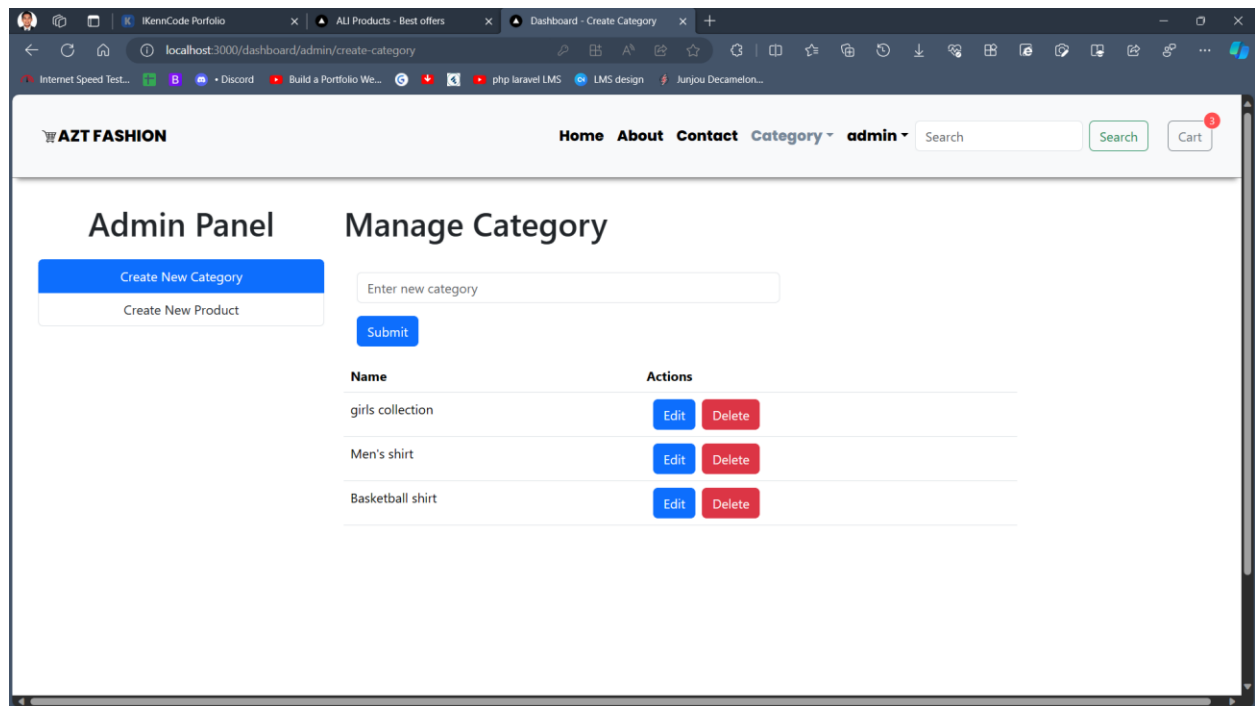 IKennCode Porfolio
ALI Products - Best offers
Dashboard - Create Category
localhost:3000/dashboard/admin/create-category
Internet Speed Test...
B
• Discord
Build a Portfolio We...
php laravel LMS
LMS design
Junjou Decamelon...
AZT FASHION
Home About Contact Category admin Search Search Cart 3
Admin Panel
Manage Category
Create New Category
Create New Product
Enter new category
Submit
Name Actions
girls collection Edit Delete
Men's shirt Edit Delete
Basketball shirt Edit Delete